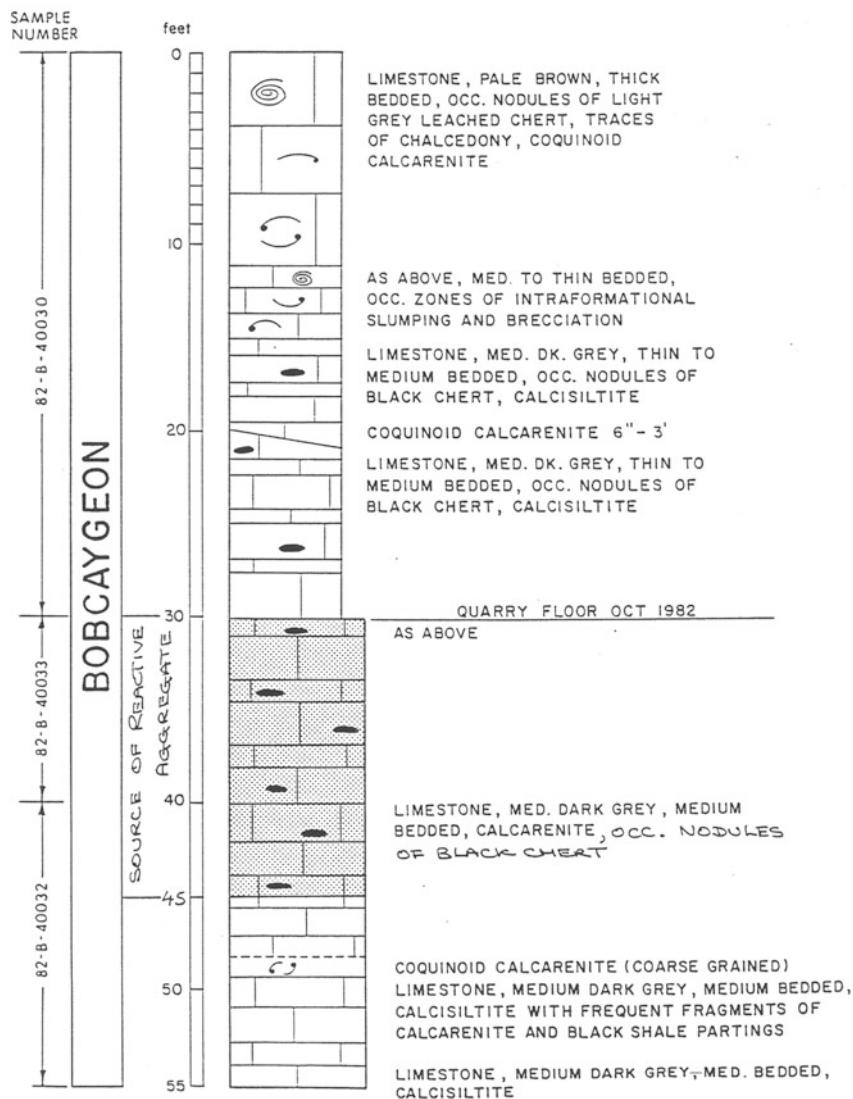 SAMPLE
NUMBER
feet
0
LIMESTONE, PALE BROWN, THICK
BEDDED, OCC. NODULES OF LIGHT
GREY LEACHED CHERT, TRACES
OF CHALCEDONY, COQUINOID
CALCARENITE
10
AS ABOVE, MED. TO THIN BEDDED,
OCC. ZONES OF INTRAFORMATIONAL
SLUMPING AND BRECCIATION
82-B-40030
LIMESTONE, MED. DK. GREY, THIN TO
MEDIUM BEDDED, OCC. NODULES OF
BLACK CHERT, CALCISILTITE
20
COQUINOID CALCARENITE 6"-3'
LIMESTONE, MED. DK. GREY, THIN TO
MEDIUM BEDDED, OCC. NODULES OF
BLACK CHERT, CALCISILTITE
BOBCAYGEON
30
QUARRY FLOOR OCT 1982
AS ABOVE
82-B-40033
SOURCE OF REACTIVE
AGGREGATE
40
LIMESTONE, MED. DARK GREY, MEDIUM
BEDDED, CALCARENITE, OCC. NODULES
OF BLACK CHERT
45
82-B-40032
COQUINOID CALCARENITE (COARSE GRAINED)
50
LIMESTONE, MEDIUM DARK GREY, MEDIUM BEDDED,
CALCISILTITE WITH FREQUENT FRAGMENTS OF
CALCARENITE AND BLACK SHALE PARTINGS
55
LIMESTONE, MEDIUM DARK GREY, MED. BEDDED,
CALCISILTITE